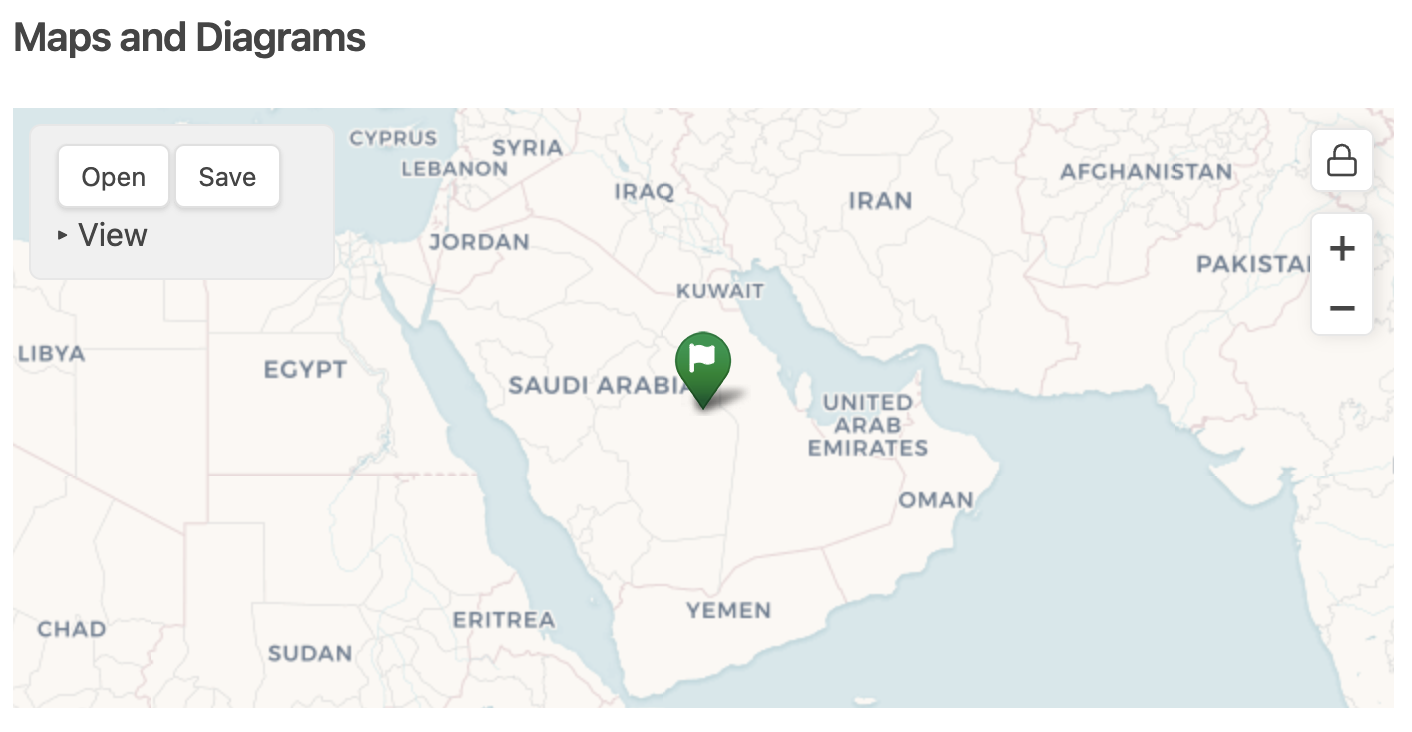 Maps and Diagrams
Open
Save
View
CYPRUS
SYRIA
LEBANON
IRAQ
IRAN
AFGHANISTAN
JORDAN
PAKISTA
KUWAIT
LIBYA
EGYPT
SAUDI ARABIA
UNITED
ARAB
EMIRATES
OMAN
YEMEN
ERITREA
CHAD
SUDAN